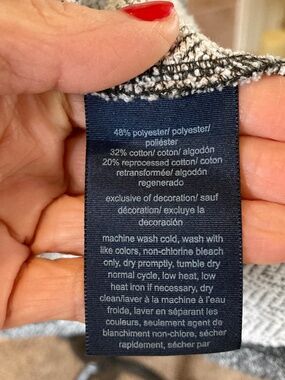 48% polyester/ polyester/
poliéster
32% cotton/ coton/ algodón
20% reprocessed cotton/ coton
retransformée/ algodón
regenerado
exclusive of decoration/ sauf
décoration/ excluye la
decoración
machine wash cold, wash with
like colors, non-chlorine bleach
only, dry promptly, tumble dry
normal cycle, low heat, low
heat iron if necessary, dry
clean/laver à la machine à l'eau
froide, laver en séparant les
couleurs, seulement agent de
blanchiment non-chloris, sécher
rapidement, sécher par